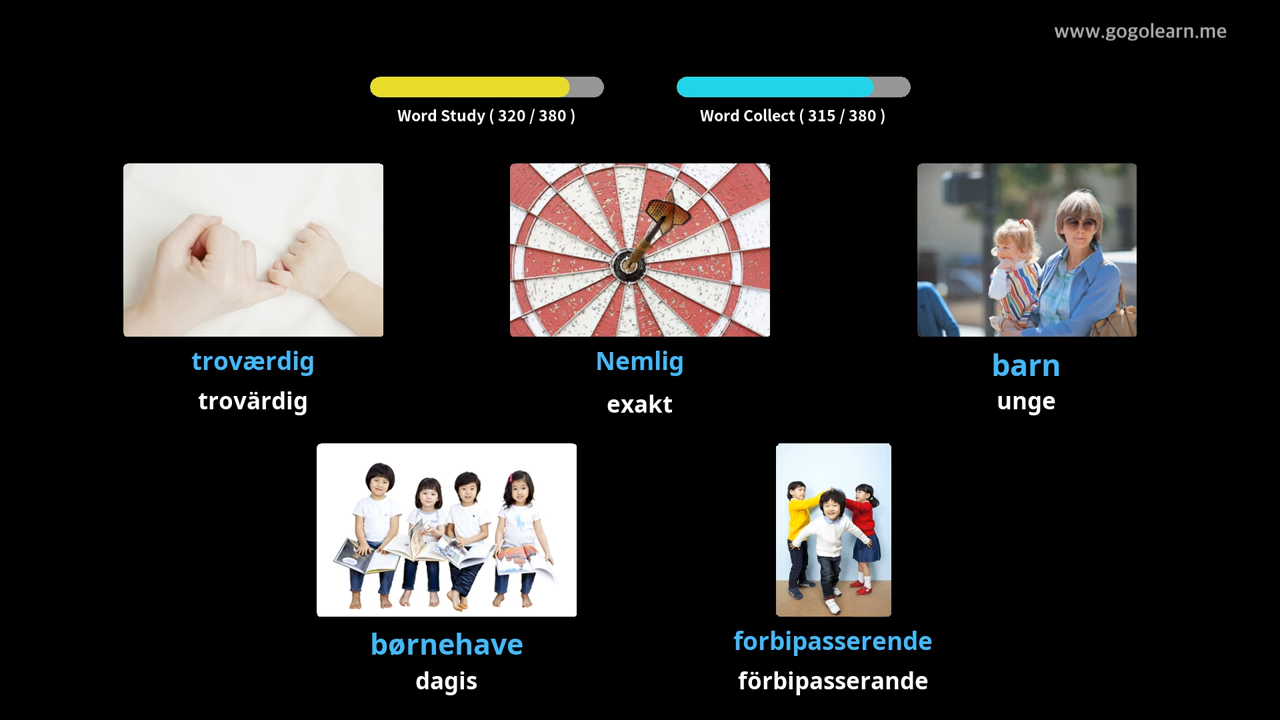 www.gogolearn.me
Word Study ( 320 / 380 )
Word Collect ( 315 / 380 )
troværdig
trovärdig
Nemlig
exakt
barn
unge
børnehave
dagis
forbipasserende
förbipasserande